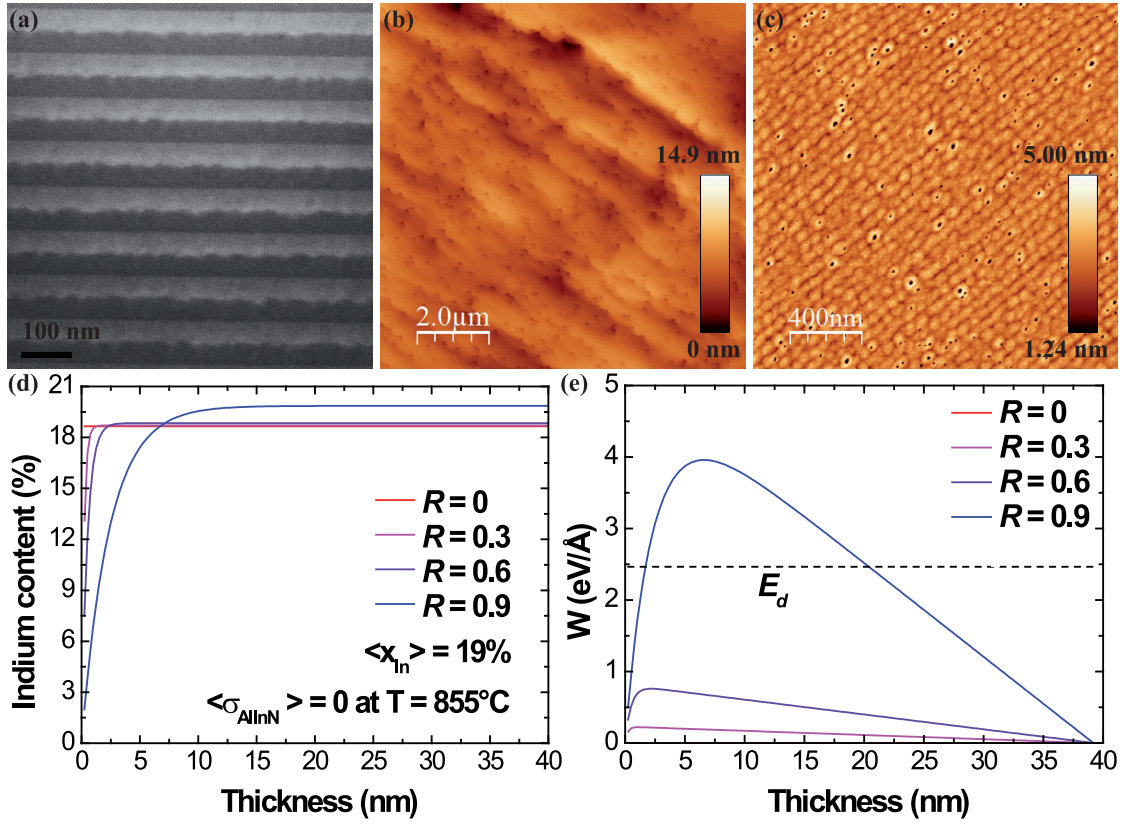 (a)
100 nm
(b)
14.9 nm
2.0µm
0 nm
(c)
5.00 nm
400nm
1.24 nm
(d)
21
18
15
12
9
6
3
0
Indium content (%)
R = 0
R = 0.3
R = 0.6
R = 0.9
<x_In> = 19%
<σ_AlInN> = 0 at T = 855°C
0 5 10 15 20 25 30 35 40
Thickness (nm)
(e)
5
4
3
2
1
0
W (eV/Å)
R = 0
R = 0.3
R = 0.6
R = 0.9
E_d
0 5 10 15 20 25 30 35 40
Thickness (nm)